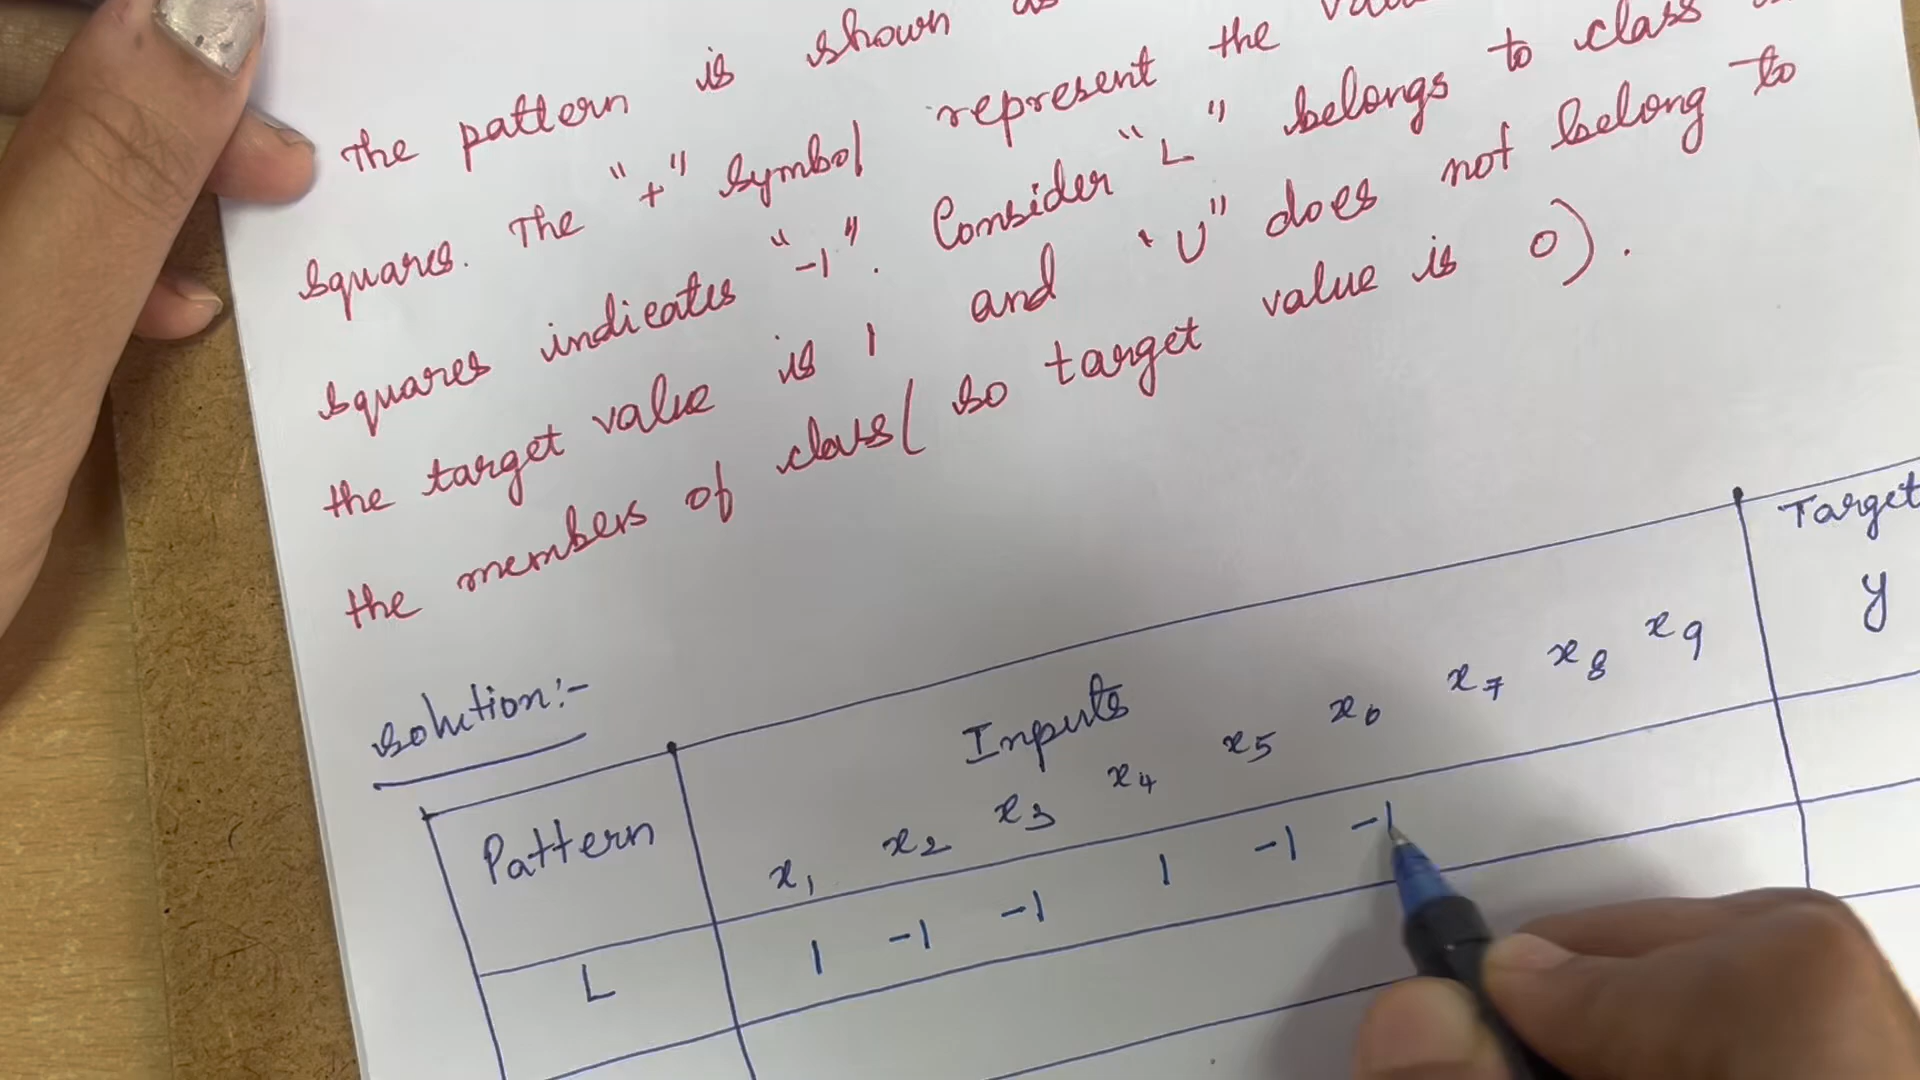 The pattern is shown as
squares. The "+" symbol represent the
squares indicates "-1". Consider "L" belongs to class
the target value is 1 and "U" does not belong to
the members of class( so target value is 0).
solution:-
Pattern Inputs Target
x1 x2 x3 x4 x5 x6 x7 x8 x9 y
L 1 -1 -1 1 -1 -1